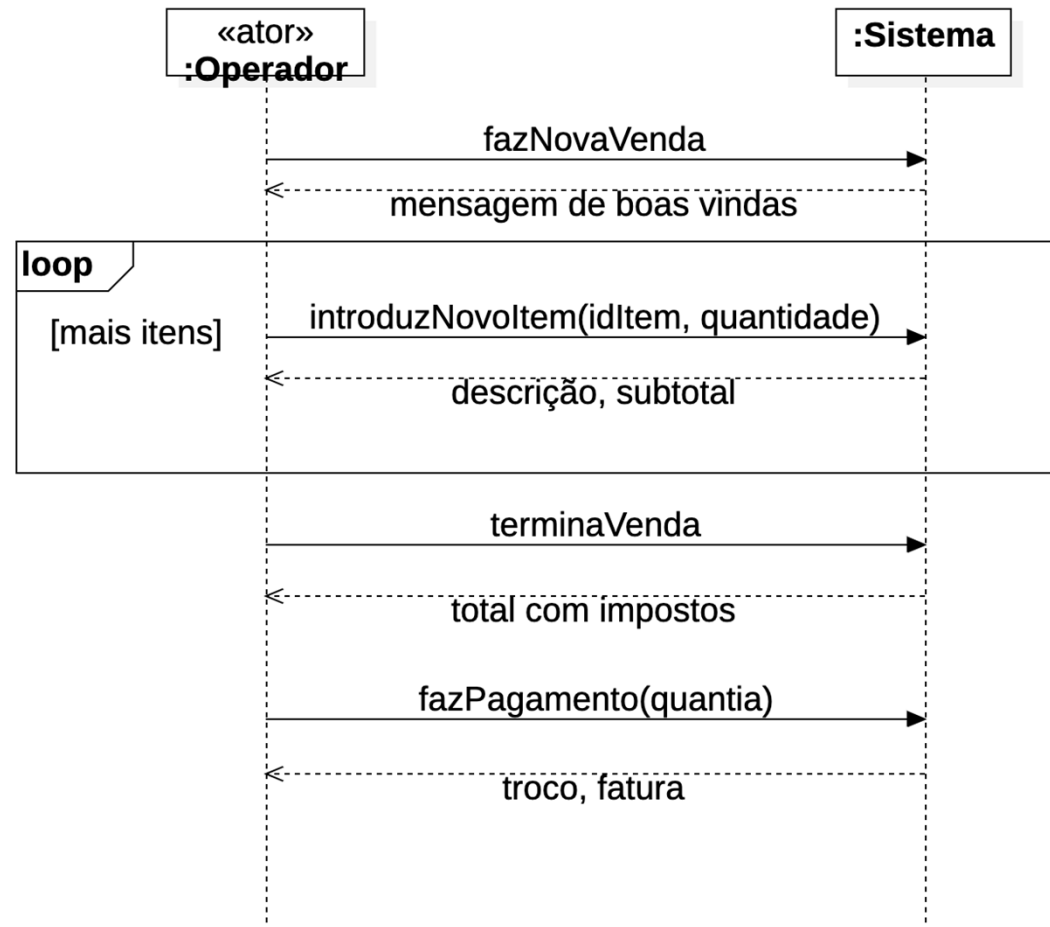 «ator»
:Operador
:Sistema
fazNovaVenda
mensagem de boas vindas
loop
[mais itens]
introduzNovoItem(idItem, quantidade)
descrição, subtotal
terminaVenda
total com impostos
fazPagamento(quantia)
troco, fatura